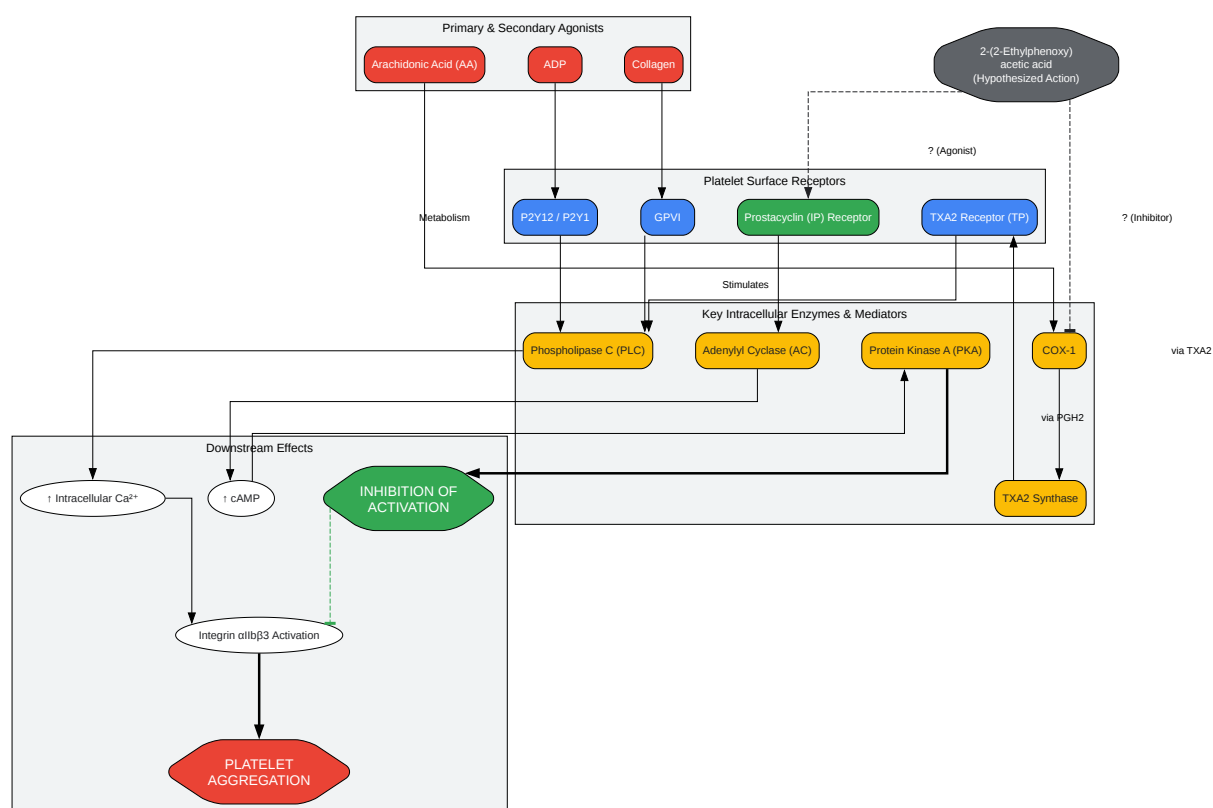 Primary & Secondary Agonists
Arachidonic Acid (AA)
ADP
Collagen
2-(2-Ethylphenoxy)
acetic acid
(Hypothesized Action)
? (Agonist)
Platelet Surface Receptors
Metabolism
P2Y12 / P2Y1
GPVI
Prostacyclin (IP) Receptor
TXA2 Receptor (TP)
? (Inhibitor)
Stimulates
Key Intracellular Enzymes & Mediators
Phospholipase C (PLC)
Adenylyl Cyclase (AC)
Protein Kinase A (PKA)
COX-1
via TXA2
via PGH2
Downstream Effects
↑ Intracellular Ca²⁺
↑ cAMP
INHIBITION OF
ACTIVATION
TXA2 Synthase
Integrin αIIbβ3 Activation
PLATELET
AGGREGATION